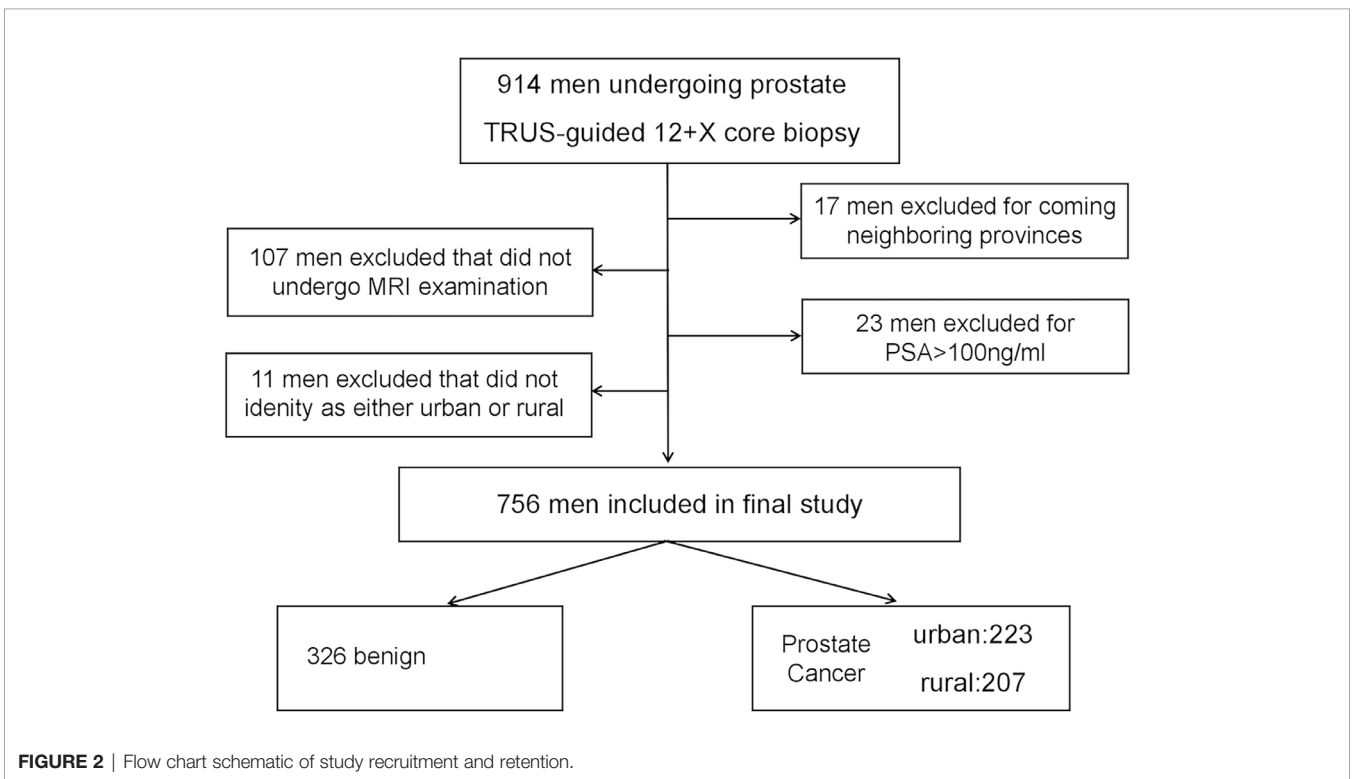 914 men undergoing prostate
TRUS-guided 12+X core biopsy
17 men excluded for coming
neighboring provinces
107 men excluded that did not
undergo MRI examination
23 men excluded for
PSA>100ng/ml
11 men excluded that did not
idenity as either urban or rural
756 men included in final study
326 benign
Prostate
Cancer
urban:223
rural:207
FIGURE 2 | Flow chart schematic of study recruitment and retention.